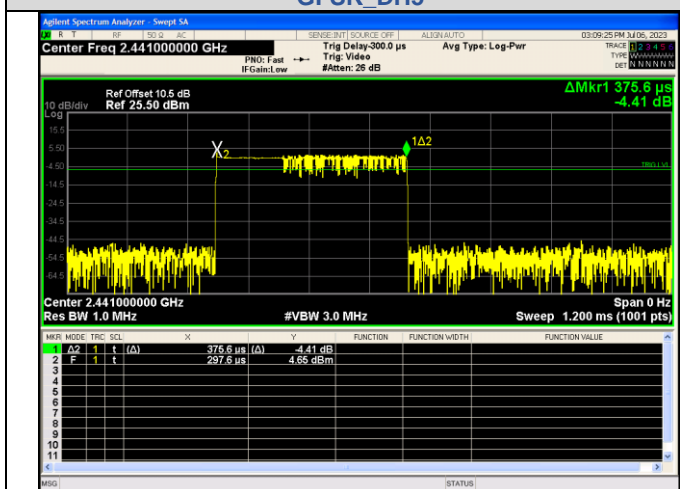 Agilent Spectrum Analyzer - Swept SA
R T RF 50 Ω AC SENSE:INT SOURCE OFF ALIGNAUTO 03:09:25 PM Jul 06, 2023
Center Freq 2.441000000 GHz Trig Delay-300.0 µs Avg Type: Log-Pwr TRACE 1 2 3 4 5 6
PNO: Fast Trig: Video TYPE
IFGain:Low #Atten: 26 dB DET N N N N N N
Ref Offset 10.5 dB ΔMkr1 375.6 µs
10 dB/div Ref 25.50 dBm -4.41 dB
Log
15.5
5.50
X2 1Δ2
-4.50 TRIG LVL
-14.5
-24.5
-34.5
-44.5
-54.5
-64.5
Center 2.441000000 GHz Span 0 Hz
Res BW 1.0 MHz #VBW 3.0 MHz Sweep 1.200 ms (1001 pts)
MKR MODE TRC SCL X Y FUNCTION FUNCTION WIDTH FUNCTION VALUE
1 Δ2 1 t (Δ) 375.6 µs (Δ) -4.41 dB
2 F 1 t 297.6 µs 4.65 dBm
3
4
5
6
7
8
9
10
11
MSG STATUS